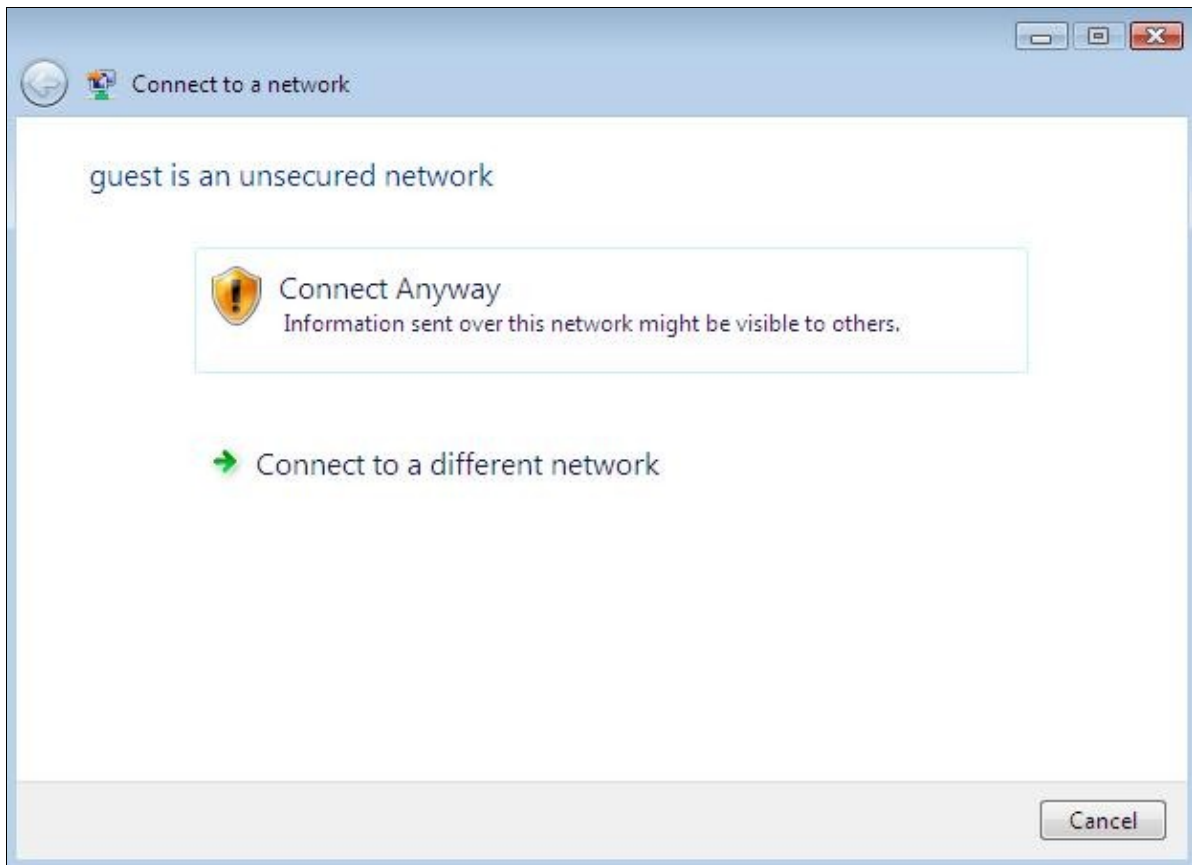 Connect to a network
guest is an unsecured network
Connect Anyway
Information sent over this network might be visible to others.
Connect to a different network
Cancel